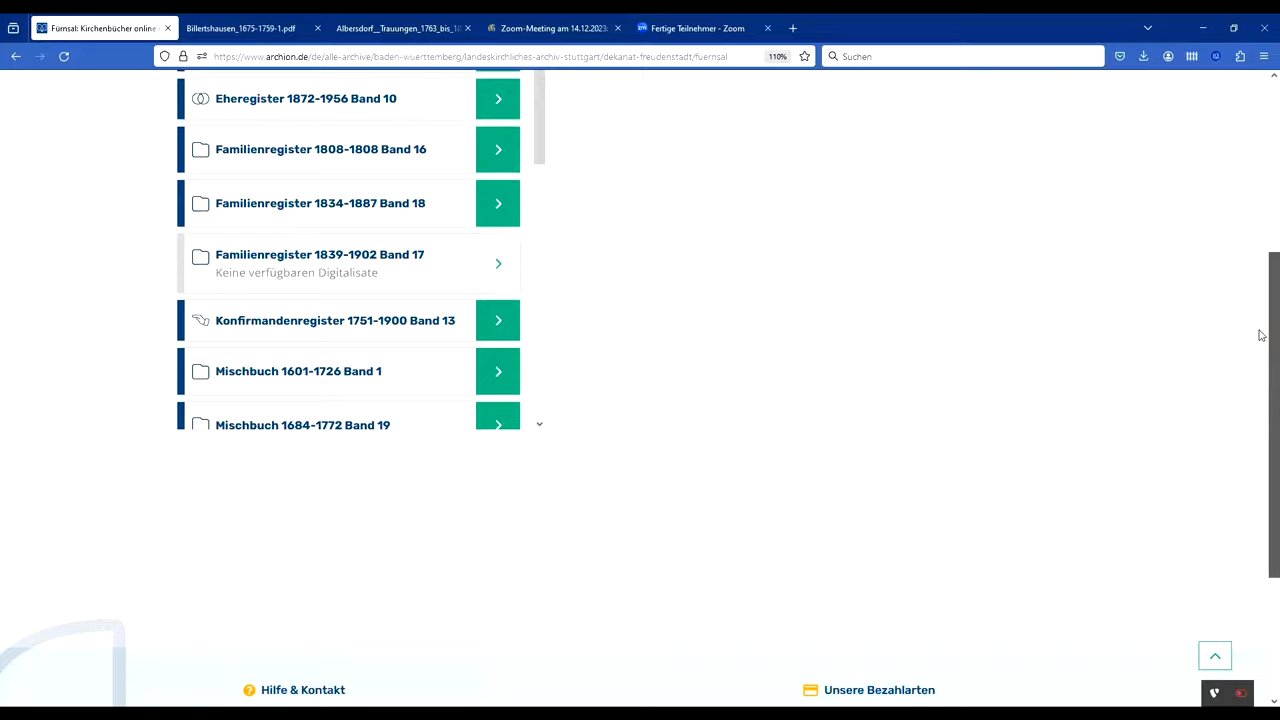 Fürnsal: Kirchenbücher online
Billertshausen_1675-1759-1.pdf
Albersdorf__Trauungen_1763_bis_1
Zoom-Meeting am 14.12.2023:
Fertige Teilnehmer - Zoom
https://www.archion.de/de/alle-archive/baden-wuerttemberg/landeskirchliches-archiv-stuttgart/dekanat-freudenstadt/fuernsal
110%
Suchen
Eheregister 1872-1956 Band 10
Familienregister 1808-1808 Band 16
Familienregister 1834-1887 Band 18
Familienregister 1839-1902 Band 17
Keine verfügbaren Digitalisate
Konfirmandenregister 1751-1900 Band 13
Mischbuch 1601-1726 Band 1
Mischbuch 1684-1772 Band 19
Hilfe & Kontakt
Unsere Bezahlarten